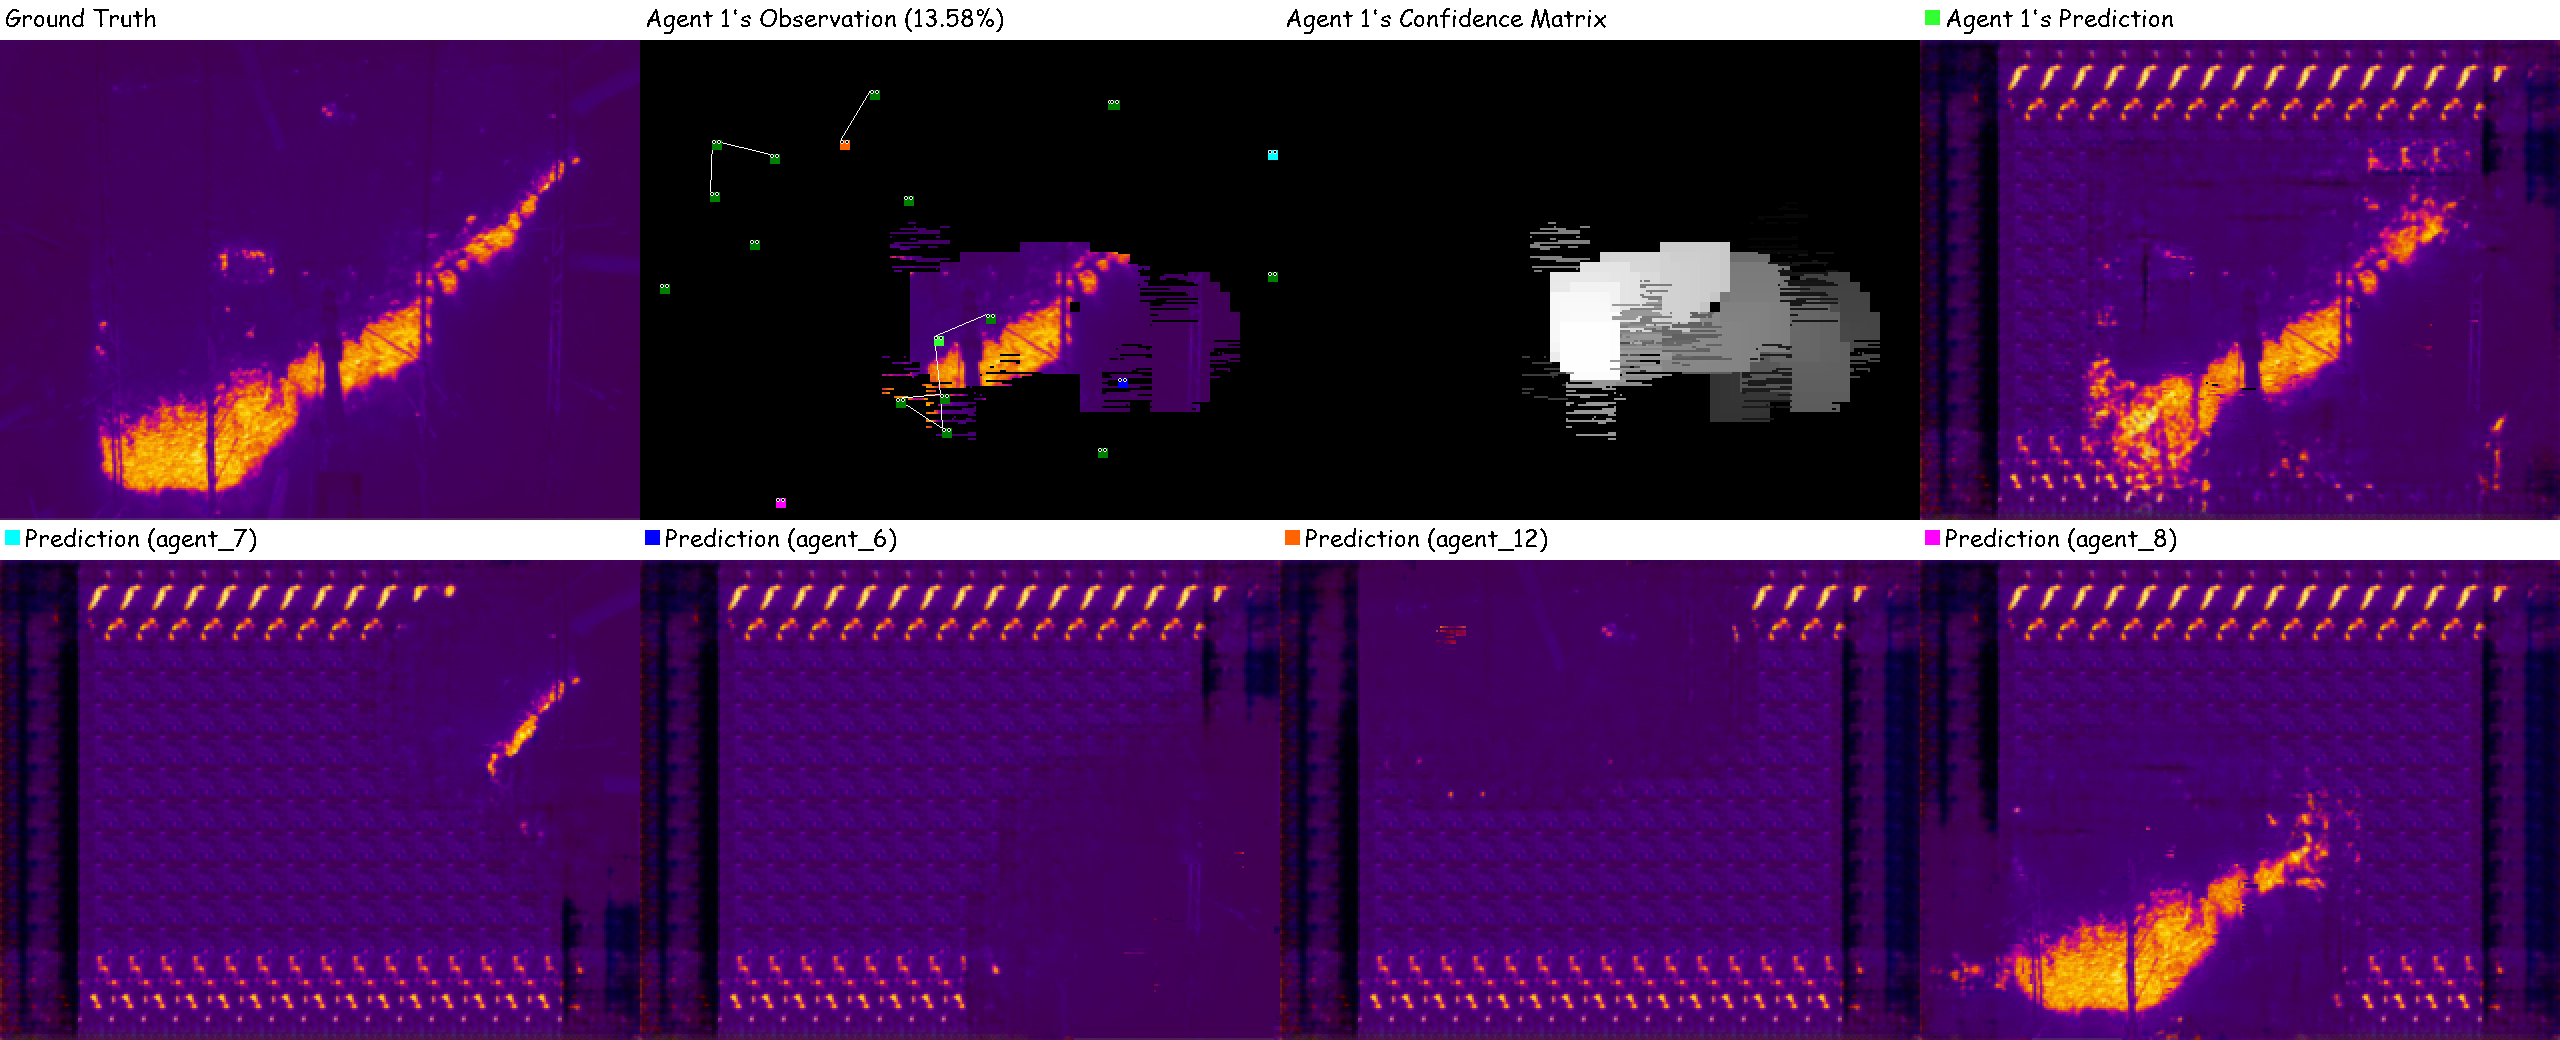 Ground Truth
Agent 1's Observation (13.58%)
Agent 1's Confidence Matrix
Agent 1's Prediction
Prediction (agent_7)
Prediction (agent_6)
Prediction (agent_12)
Prediction (agent_8)